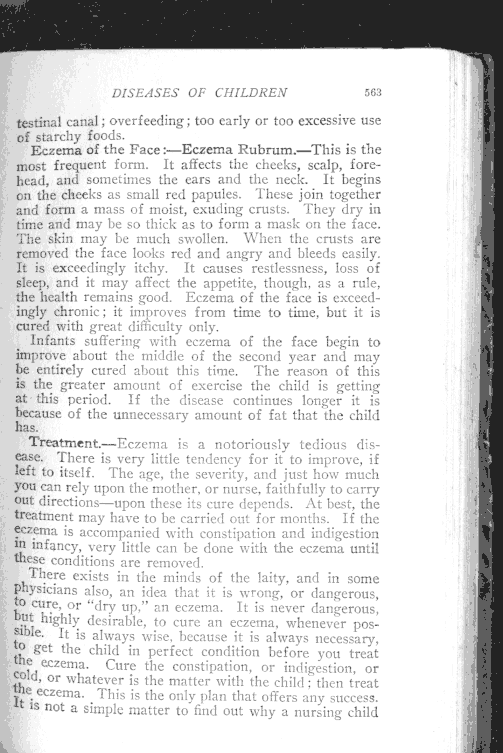 DISEASES OF CHILDREN 563
testinal canal; overfeeding; too early or too excessive use
of starchy foods.
Eczema of the Face:—Eczema Rubrum.—This is the
most frequent form. It affects the cheeks, scalp, fore-
head, and sometimes the ears and the neck. It begins
on the cheeks as small red papules. These join together
and form a mass of moist, exuding crusts. They dry in
time and may be so thick as to form a mask on the face.
The skin may be much swollen. When the crusts are
removed the face looks red and angry and bleeds easily.
It is exceedingly itchy. It causes restlessness, loss of
sleep, and it may affect the appetite, though, as a rule,
the health remains good. Eczema of the face is exceed-
ingly chronic; it improves from time to time, but it is
cured with great difficulty only.
Infants suffering with eczema of the face begin to
improve about the middle of the second year and may
be entirely cured about this time. The reason of this
is the greater amount of exercise the child is getting
at this period. If the disease continues longer it is
because of the unnecessary amount of fat that the child
has.
Treatment.—Eczema is a notoriously tedious dis-
ease. There is very little tendency for it to improve, if
left to itself. The age, the severity, and just how much
you can rely upon the mother, or nurse, faithfully to carry
out directions—upon these its cure depends. At best, the
treatment may have to be carried out for months. If the
eczema is accompanied with constipation and indigestion
in infancy, very little can be done with the eczema until
these conditions are removed.
There exists in the minds of the laity, and in some
physicians also, an idea that it is wrong, or dangerous,
to cure, or "dry up," an eczema. It is never dangerous,
but highly desirable, to cure an eczema, whenever pos-
sible. It is always wise, because it is always necessary,
to get the child in perfect condition before you treat
the eczema. Cure the constipation, or indigestion, or
cold, or whatever is the matter with the child; then treat
the eczema. This is the only plan that offers any success.
It is not a simple matter to find out why a nursing child